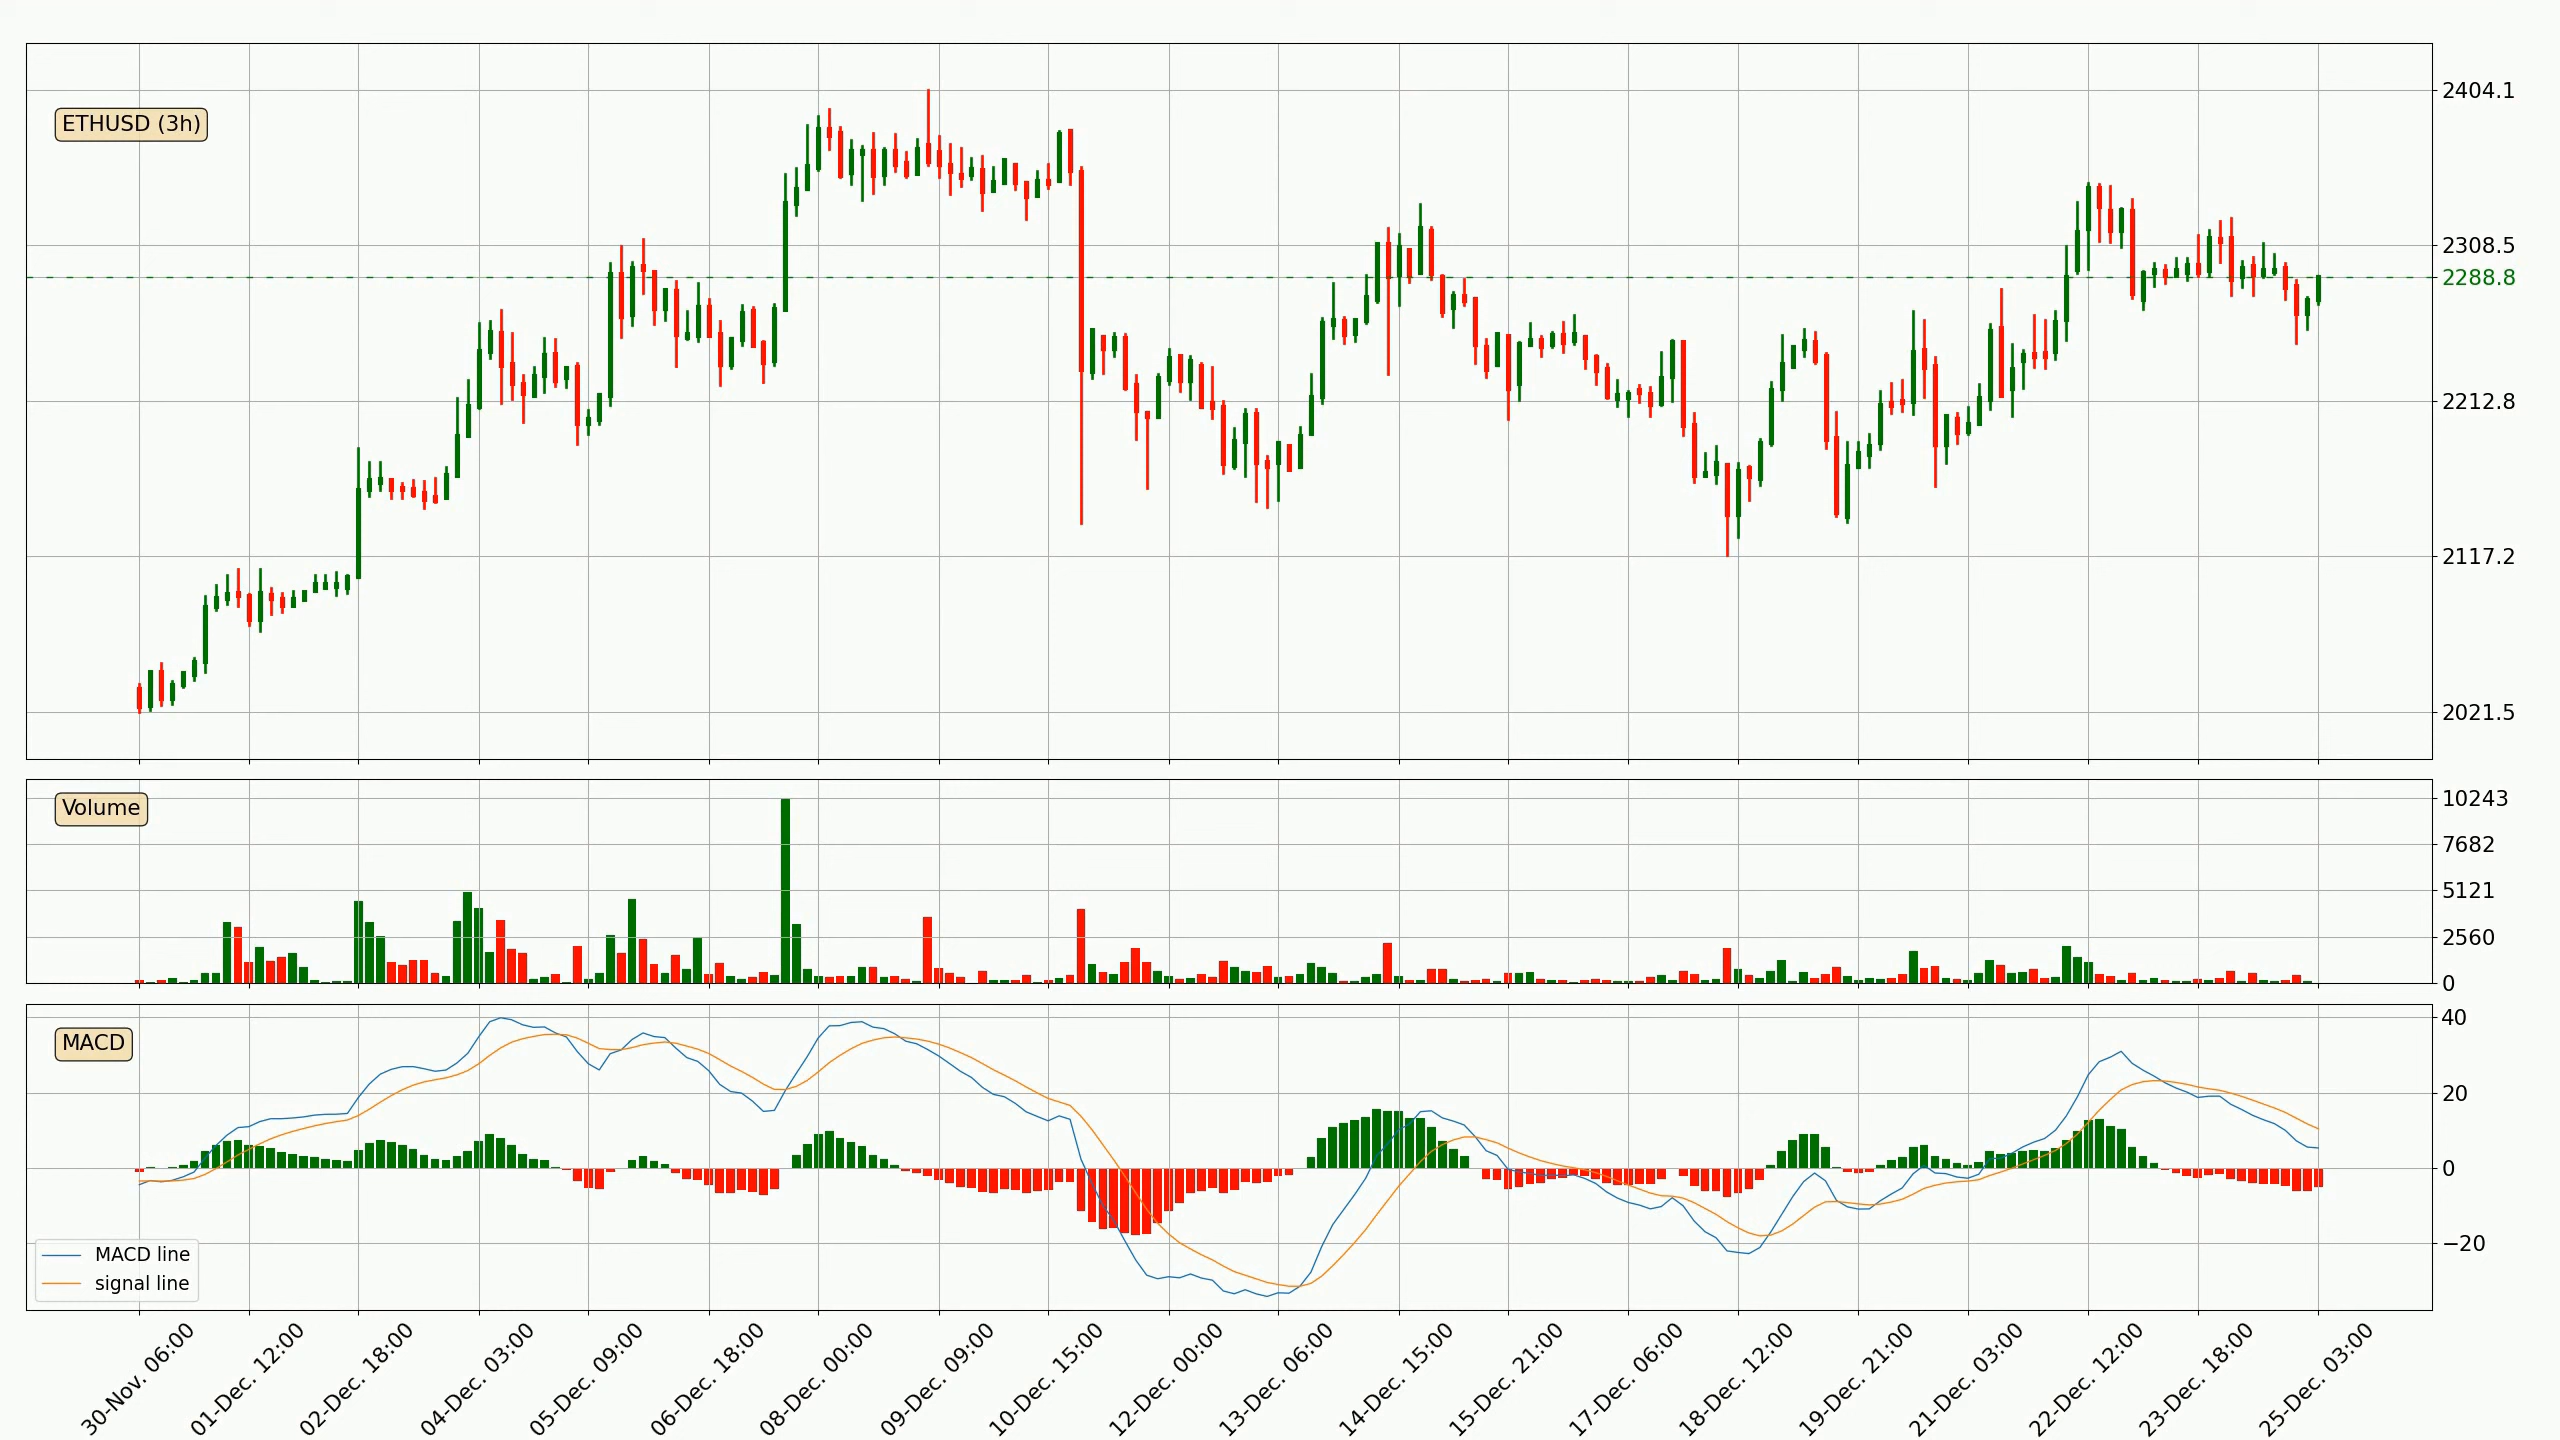 ETHUSD (3h)
2404.1
2308.5
2288.8
2212.8
2117.2
2021.5
Volume
10243
7682
5121
2560
0
MACD
40
20
0
−20
MACD line
signal line
30-Nov. 06:00
01-Dec. 12:00
02-Dec. 18:00
04-Dec. 03:00
05-Dec. 09:00
06-Dec. 18:00
08-Dec. 00:00
09-Dec. 09:00
10-Dec. 15:00
12-Dec. 00:00
13-Dec. 06:00
14-Dec. 15:00
15-Dec. 21:00
17-Dec. 06:00
18-Dec. 12:00
19-Dec. 21:00
21-Dec. 03:00
22-Dec. 12:00
23-Dec. 18:00
25-Dec. 03:00